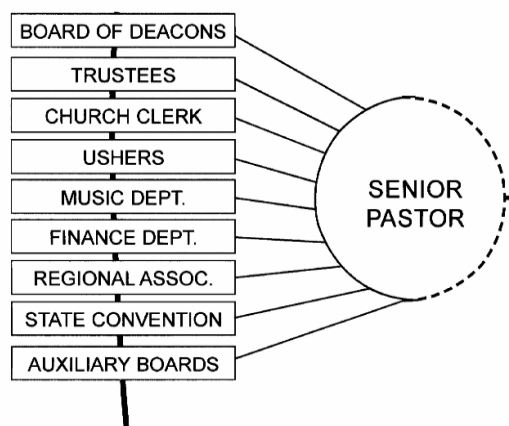 BOARD OF DEACONS
TRUSTEES
CHURCH CLERK
USHERS
MUSIC DEPT.
FINANCE DEPT.
REGIONAL ASSOC.
STATE CONVENTION
AUXILIARY BOARDS
SENIOR
PASTOR